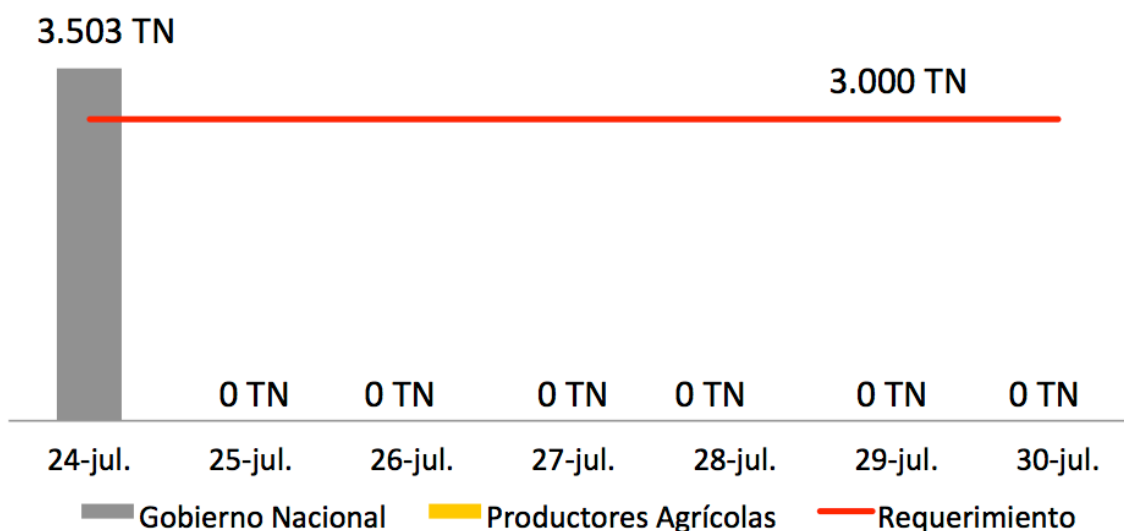 3.503 TN
3.000 TN
0 TN 0 TN 0 TN 0 TN 0 TN 0 TN
24-jul. 25-jul. 26-jul. 27-jul. 28-jul. 29-jul. 30-jul.
Gobierno Nacional Productores Agrícolas Requerimiento